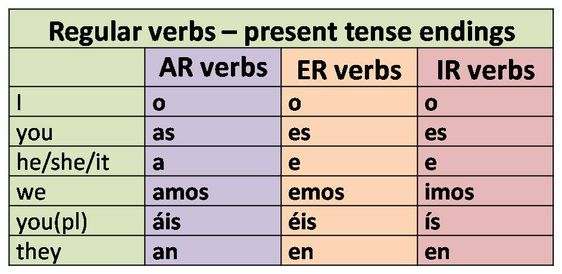 Regular verbs – present tense endings
AR verbs ER verbs IR verbs
I o o o
you as es es
he/she/it a e e
we amos emos imos
you(pl) áis éis ís
they an en en